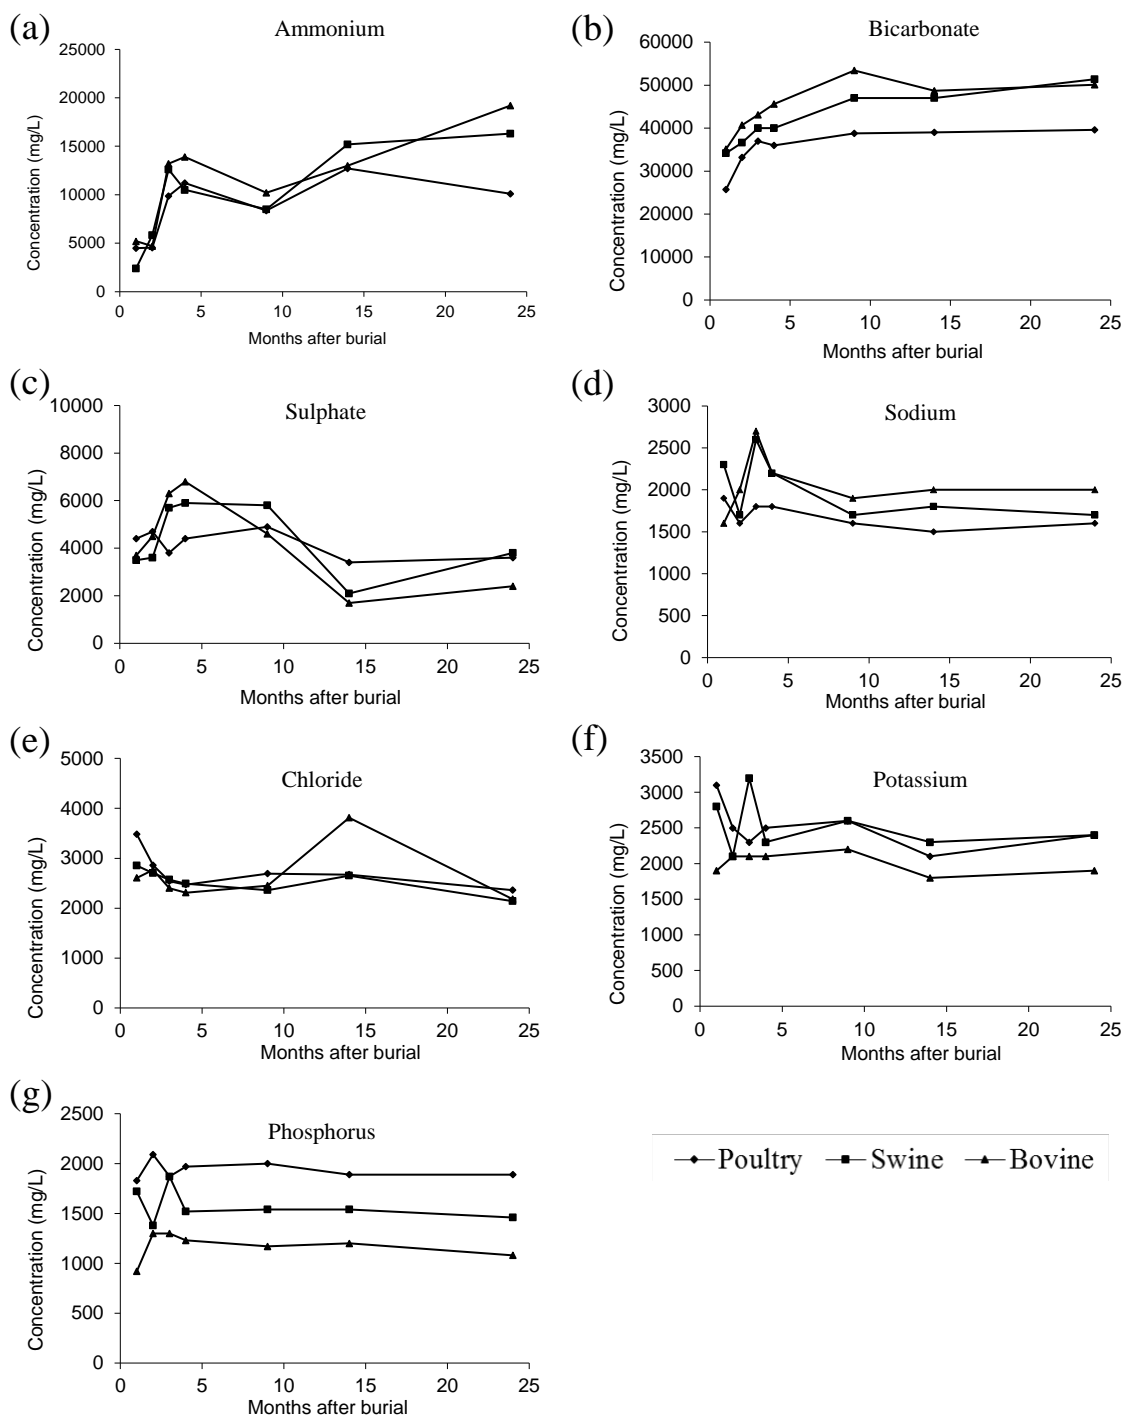 (a)
Ammonium
25000
20000
15000
10000
5000
0
Concentration (mg/L)
0 5 10 15 20 25
Months after burial
(b)
Bicarbonate
60000
50000
40000
30000
20000
10000
0
Concentration (mg/L)
0 5 10 15 20 25
Months after burial
(c)
Sulphate
10000
8000
6000
4000
2000
0
Concentration (mg/L)
0 5 10 15 20 25
Months after burial
(d)
Sodium
3000
2500
2000
1500
1000
500
0
Concentration (mg/L)
0 5 10 15 20 25
Months after burial
(e)
Chloride
5000
4000
3000
2000
1000
0
Concentration (mg/L)
0 5 10 15 20 25
Months after burial
(f)
Potassium
3500
3000
2500
2000
1500
1000
500
0
Concentration (mg/L)
0 5 10 15 20 25
Months after burial
(g)
Phosphorus
2500
2000
1500
1000
500
0
Concentration (mg/L)
0 5 10 15 20 25
Months after burial
Poultry Swine Bovine